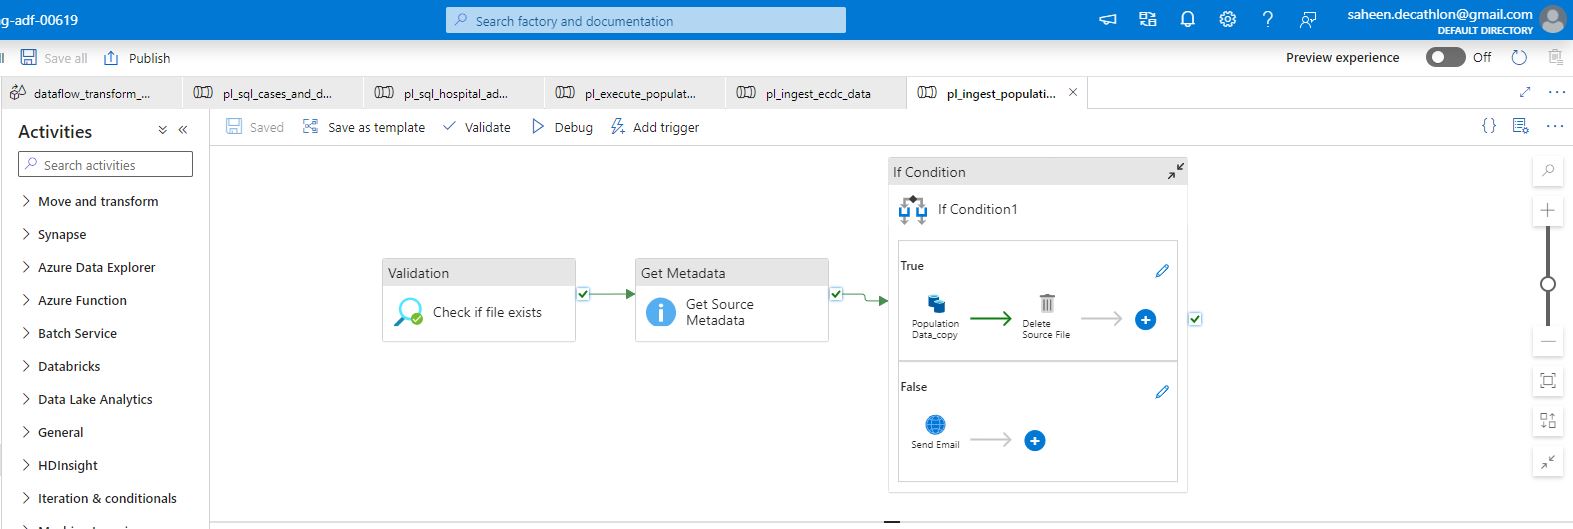 g-adf-00619
Search factory and documentation
saheen.decathlon@gmail.com
DEFAULT DIRECTORY
Save all
Publish
Preview experience
Off
dataflow_transform_...
pl_sql_cases_and_d...
pl_sql_hospital_ad...
pl_execute_populat...
pl_ingest_ecdc_data
pl_ingest_populati...
Activities
Saved
Save as template
Validate
Debug
Add trigger
Search activities
Move and transform
Synapse
Azure Data Explorer
Azure Function
Batch Service
Databricks
Data Lake Analytics
General
HDInsight
Iteration & conditionals
Validation
Check if file exists
Get Metadata
Get Source
Metadata
If Condition
If Condition1
True
Population
Data_copy
Delete
Source File
False
Send Email